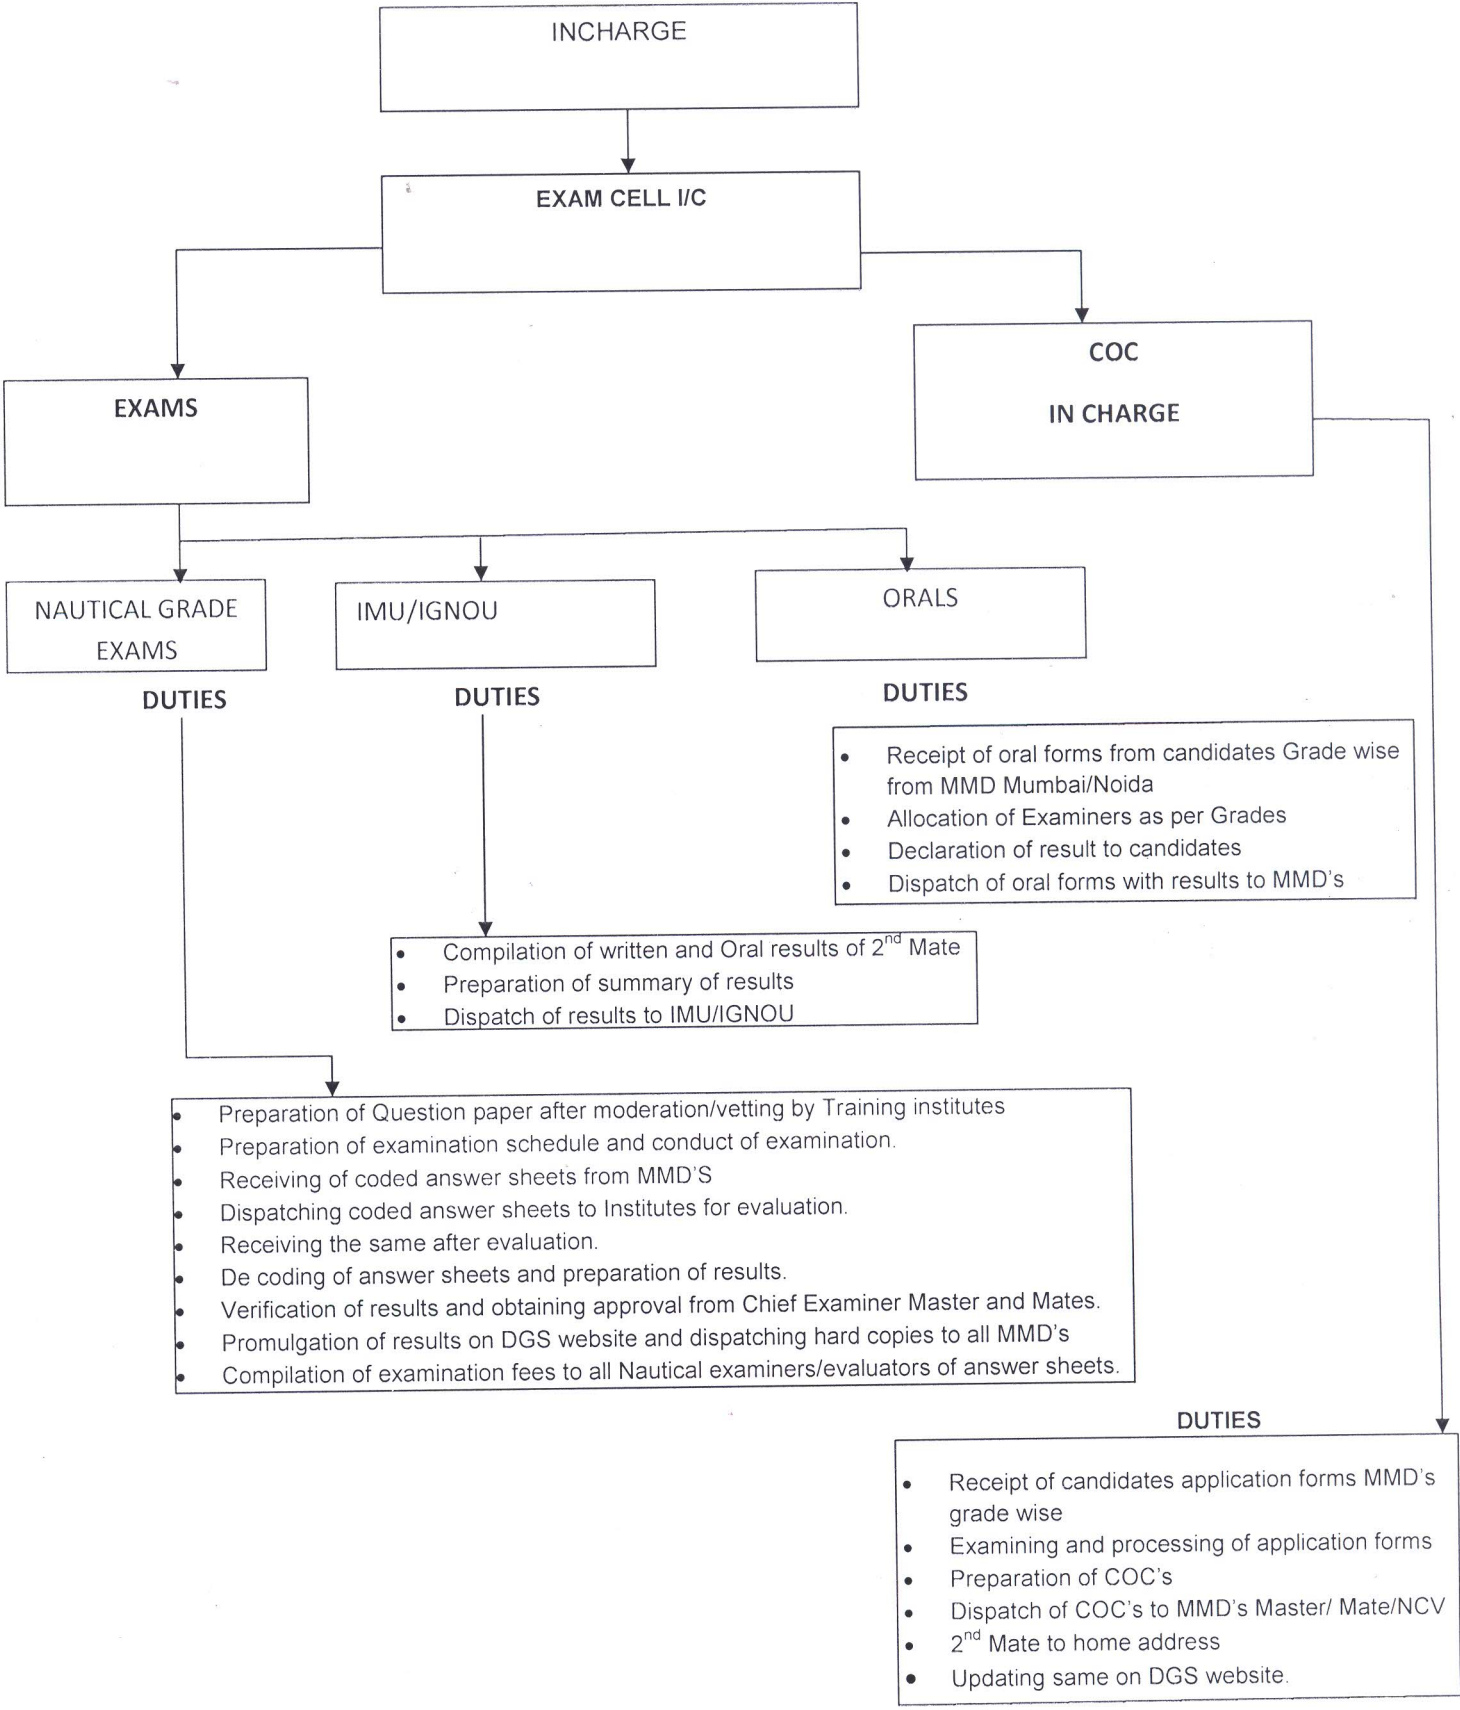 INCHARGE
EXAM CELL I/C
COC
IN CHARGE
EXAMS
NAUTICAL GRADE
EXAMS
IMU/IGNOU
ORALS
DUTIES
DUTIES
DUTIES
• Receipt of oral forms from candidates Grade wise
from MMD Mumbai/Noida
• Allocation of Examiners as per Grades
• Declaration of result to candidates
• Dispatch of oral forms with results to MMD's
• Compilation of written and Oral results of 2nd Mate
• Preparation of summary of results
• Dispatch of results to IMU/IGNOU
• Preparation of Question paper after moderation/vetting by Training institutes
• Preparation of examination schedule and conduct of examination.
• Receiving of coded answer sheets from MMD'S
• Dispatching coded answer sheets to Institutes for evaluation.
• Receiving the same after evaluation.
• De coding of answer sheets and preparation of results.
• Verification of results and obtaining approval from Chief Examiner Master and Mates.
• Promulgation of results on DGS website and dispatching hard copies to all MMD's
• Compilation of examination fees to all Nautical examiners/evaluators of answer sheets.
DUTIES
• Receipt of candidates application forms MMD's
grade wise
• Examining and processing of application forms
• Preparation of COC's
• Dispatch of COC's to MMD's Master/ Mate/NCV
• 2nd Mate to home address
• Updating same on DGS website.